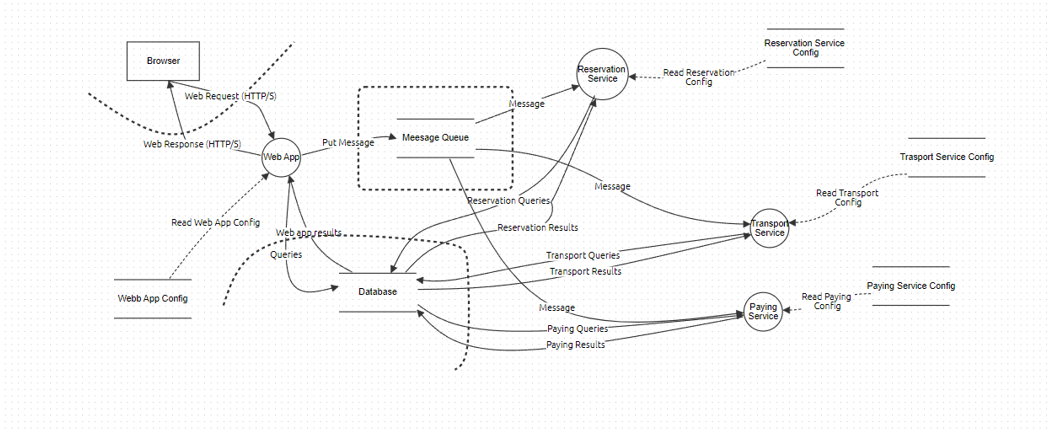 Browser
Web Request (HTTP/S)
Web Response (HTTP/S)
Web App
Put Message
Meesage Queue
Message
Reservation
Service
Read Reservation
Config
Reservation Service
Config
Trasport Service Config
Read Transport
Config
Message
Transport
Service
Read Web App Config
Reservation Queries
Reservation Results
Web app results
Queries
Transport Queries
Transport Results
Webb App Config
Database
Message
Paying Queries
Paying Results
Paying
Service
Read Paying
Config
Paying Service Config